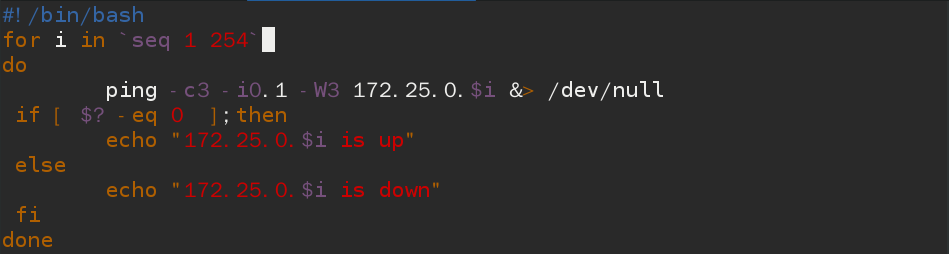 #!/bin/bash
for i in `seq 1 254`
do
        ping -c3 -i0.1 -W3 172.25.0.$i &> /dev/null
 if [ $? -eq 0  ];then
        echo "172.25.0.$i is up"
 else
        echo "172.25.0.$i is down"
 fi
done